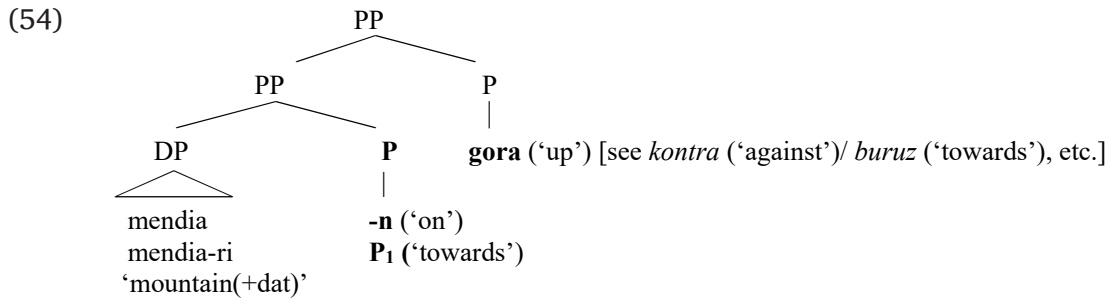 (54) PP
PP P
DP P gora (‘up’) [see kontra (‘against’)/ buruz (‘towards’), etc.]
mendia -n (‘on’)
mendia-ri P₁ (‘towards’)
‘mountain(+dat)’